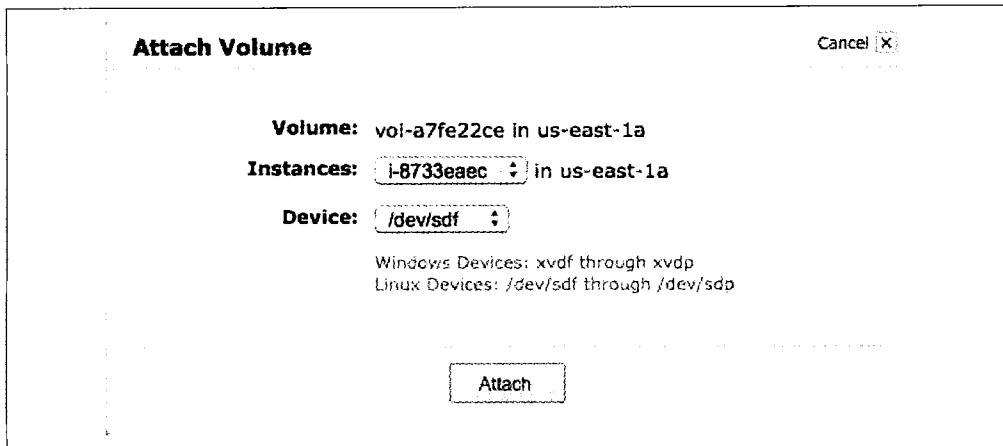 Attach Volume
Cancel X
Volume: vol-a7fe22ce in us-east-1a
Instances: i-8733eaec in us-east-1a
Device: /dev/sdf
Windows Devices: xvdf through xvdp
Linux Devices: /dev/sdf through /dev/sdp
Attach